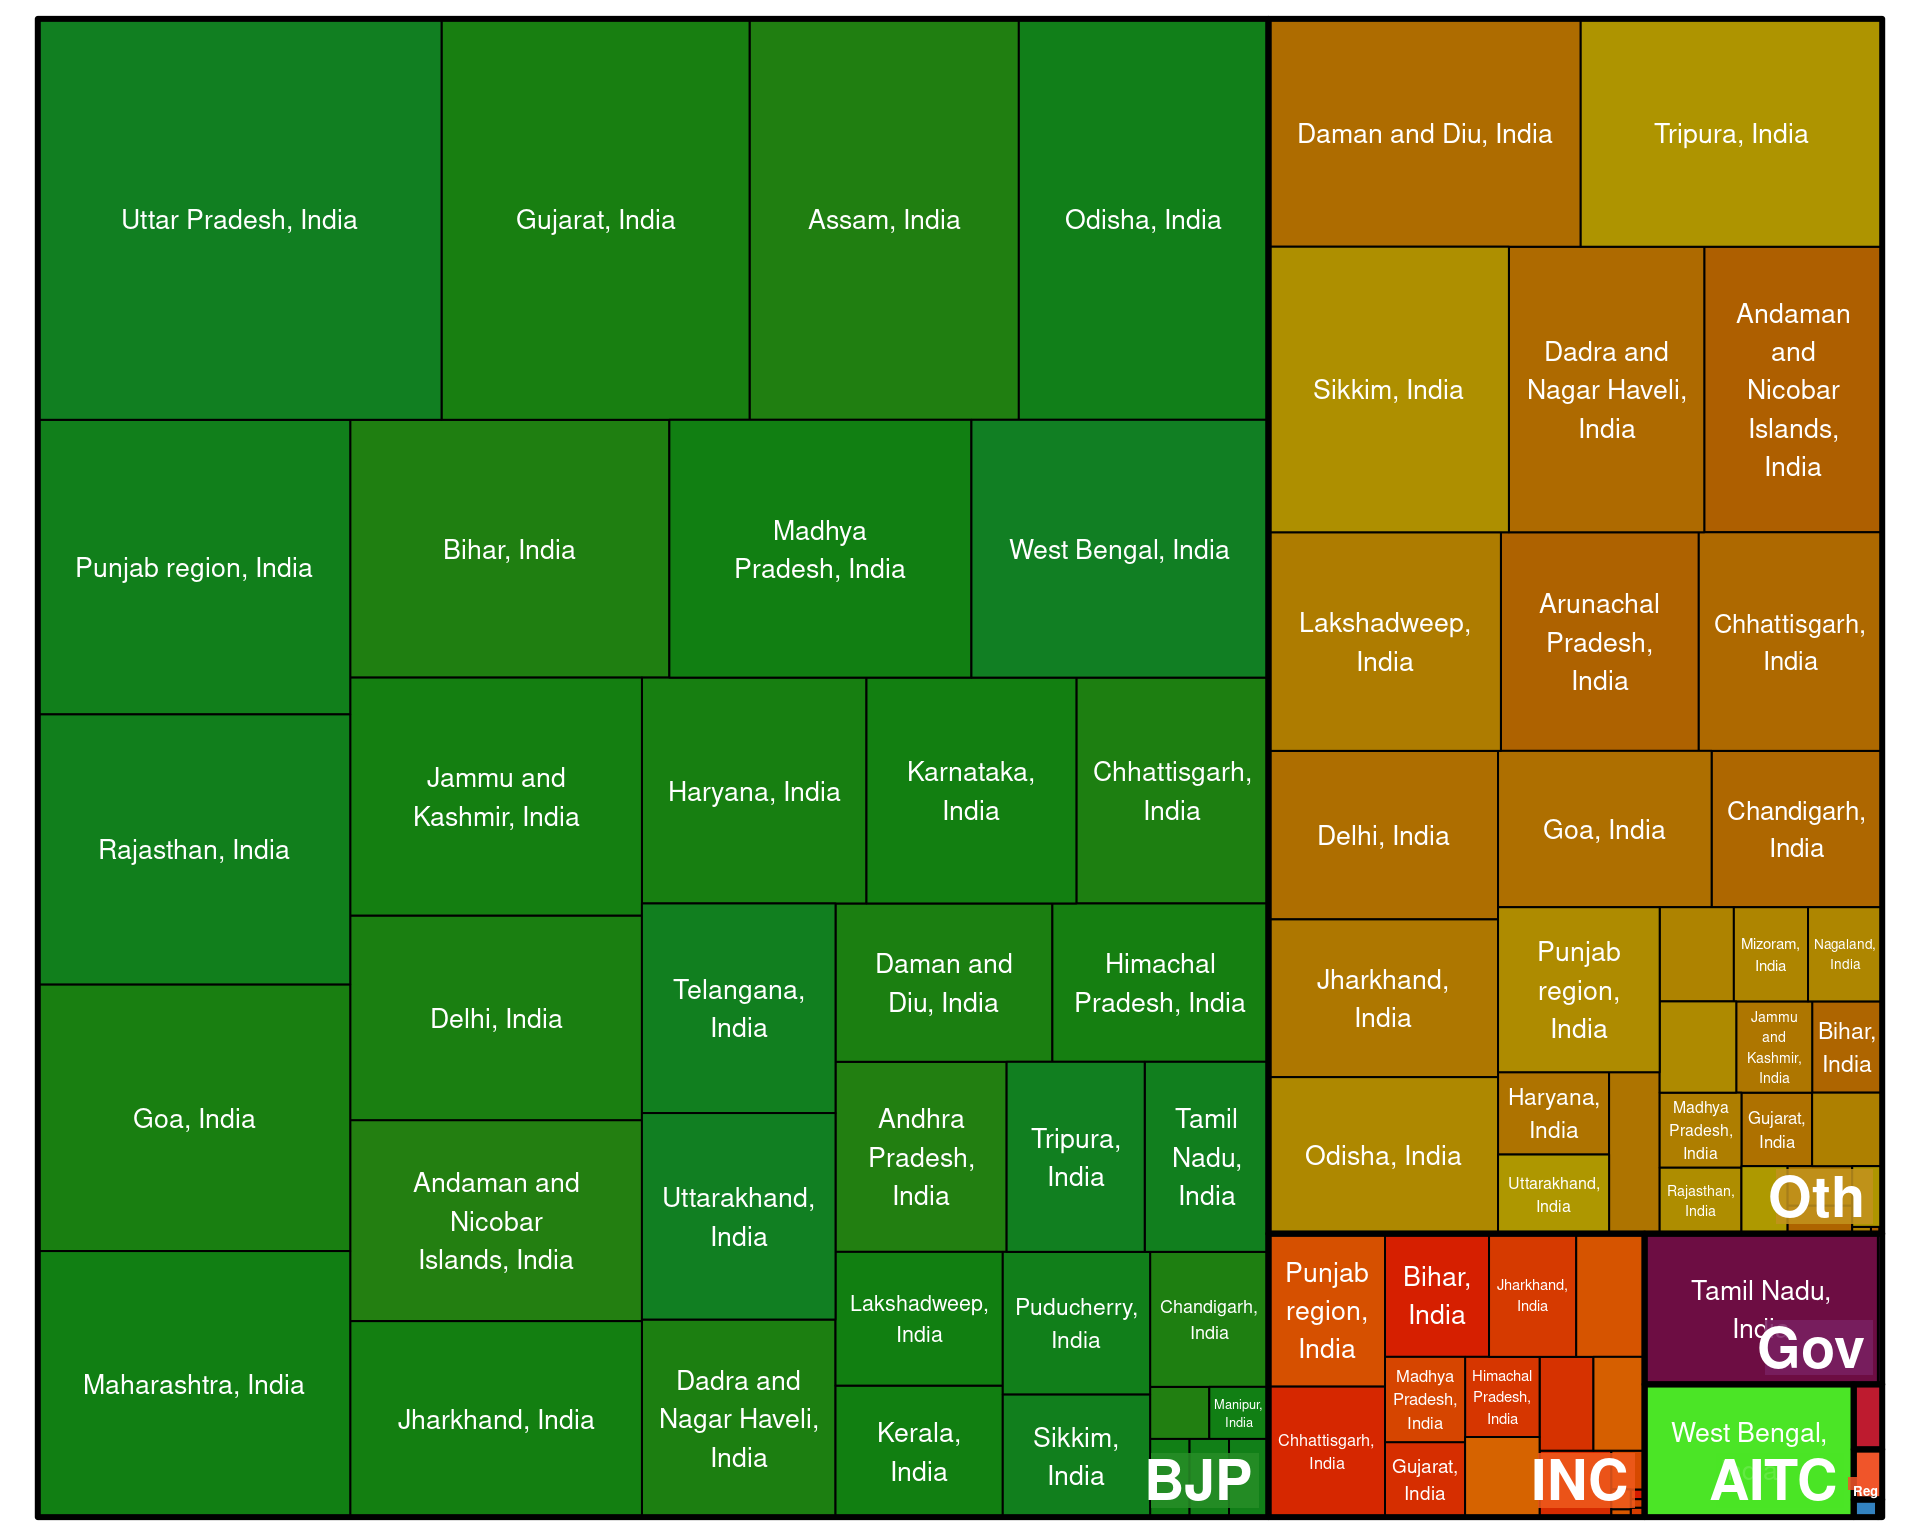 Uttar Pradesh, India
Gujarat, India
Assam, India
Odisha, India
Punjab region, India
Bihar, India
Madhya
Pradesh, India
West Bengal, India
Rajasthan, India
Jammu and
Kashmir, India
Haryana, India
Karnataka,
India
Chhattisgarh,
India
Goa, India
Delhi, India
Telangana,
India
Daman and
Diu, India
Himachal
Pradesh, India
Andaman and
Nicobar
Islands, India
Uttarakhand,
India
Andhra
Pradesh,
India
Tripura,
India
Tamil
Nadu,
India
Maharashtra, India
Jharkhand, India
Dadra and
Nagar Haveli,
India
Lakshadweep,
India
Puducherry,
India
Chandigarh,
India
Kerala,
India
Sikkim,
India
Manipur,
India
BJP
Daman and Diu, India
Tripura, India
Sikkim, India
Dadra and
Nagar Haveli,
India
Andaman
and
Nicobar
Islands,
India
Lakshadweep,
India
Arunachal
Pradesh,
India
Chhattisgarh,
India
Delhi, India
Goa, India
Chandigarh,
India
Jharkhand,
India
Punjab
region,
India
Mizoram,
India
Nagaland,
India
Jammu
and
Kashmir,
India
Bihar,
India
Odisha, India
Haryana,
India
Uttarakhand,
India
Madhya
Pradesh,
India
Gujarat,
India
Rajasthan,
India
Oth
Punjab
region,
India
Bihar,
India
Jharkhand,
India
Chhattisgarh,
India
Madhya
Pradesh,
India
Himachal
Pradesh,
India
Gujarat,
India
INC
Tamil Nadu,
India
Gov
West Bengal,
AITC
Reg